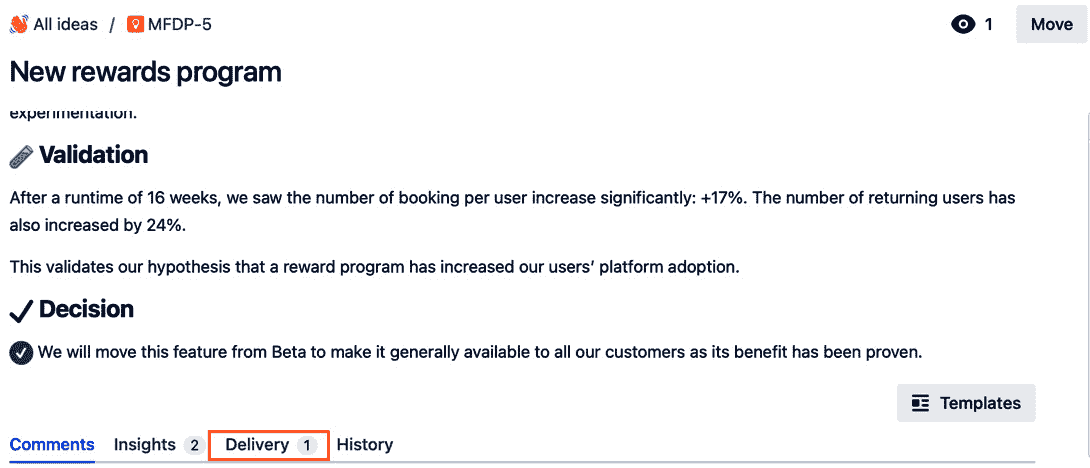 All ideas / MFDP-5
1
Move
New rewards program
experimentation.
Validation
After a runtime of 16 weeks, we saw the number of booking per user increase significantly: +17%. The number of returning users has
also increased by 24%.
This validates our hypothesis that a reward program has increased our users’ platform adoption.
Decision
We will move this feature from Beta to make it generally available to all our customers as its benefit has been proven.
Templates
Comments Insights 2 Delivery 1 History